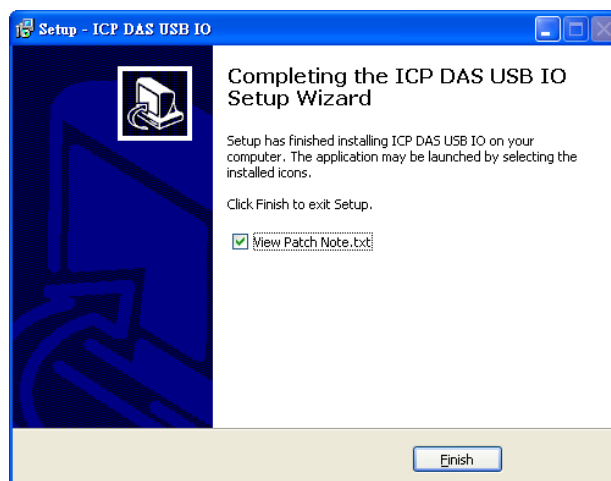 Setup - ICP DAS USB IO
Completing the ICP DAS USB IO
Setup Wizard
Setup has finished installing ICP DAS USB IO on your
computer. The application may be launched by selecting the
installed icons.
Click Finish to exit Setup.
View Patch Note.txt
Finish